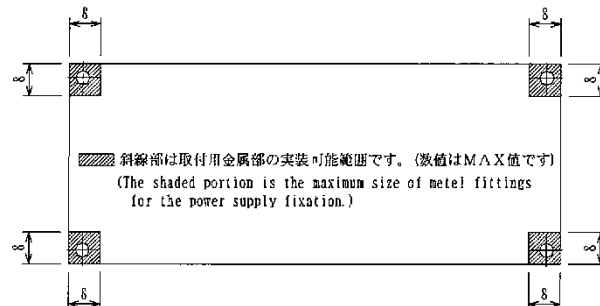 8 8
8 8
斜線部は取付用金属部の実装可能範囲です。(数値はMAX値です)
(The shaded portion is the maximum size of metel fittings
for the power supply fixation.)
8 8
8 8